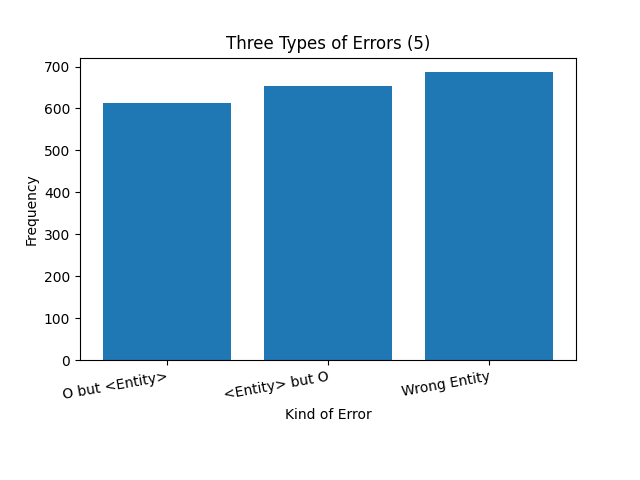 Three Types of Errors (5)
700
600
500
400
300
200
100
0
Frequency
O but <Entity>
<Entity> but O
Wrong Entity
Kind of Error